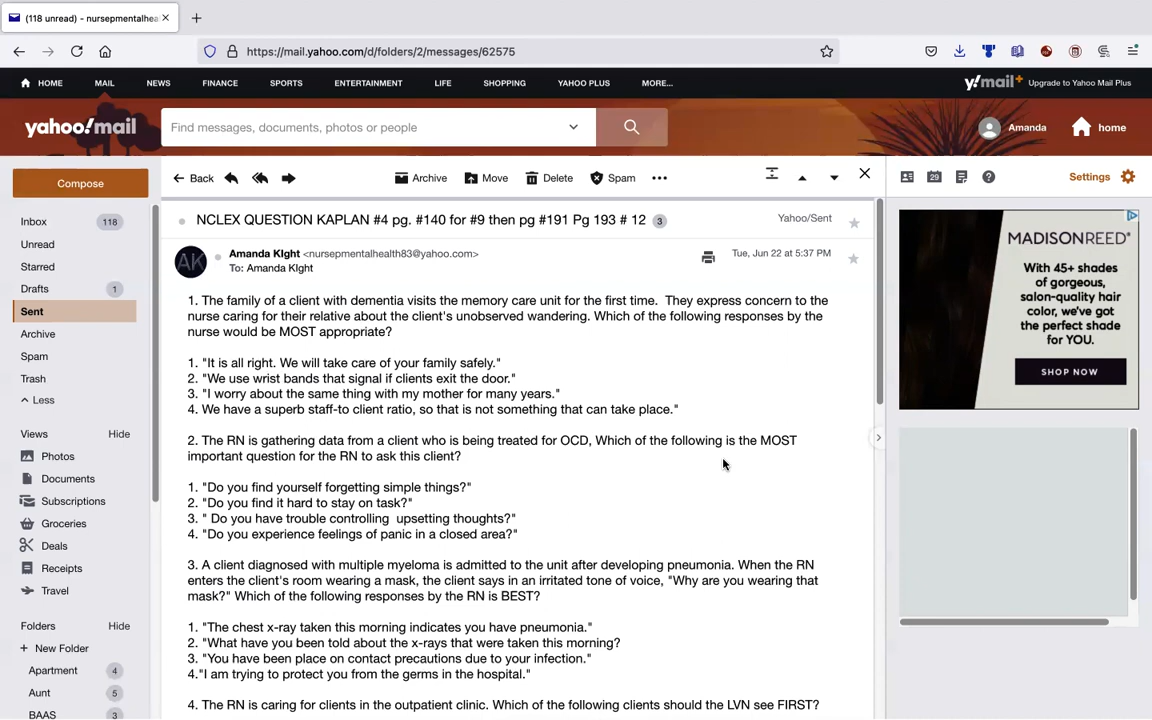 (118 unread) - nursepmentalhea
https://mail.yahoo.com/d/folders/2/messages/62575
HOME MAIL NEWS FINANCE SPORTS ENTERTAINMENT LIFE SHOPPING YAHOO PLUS MORE... y!mail+ Upgrade to Yahoo Mail Plus
yahoo!mail Find messages, documents, photos or people Amanda home
Compose Back Archive Move Delete Spam Settings
NCLEX QUESTION KAPLAN #4 pg. #140 for #9 then pg #191 Pg 193 # 12 3 Yahoo/Sent
AK Amanda KIght <nursepmentalhealth83@yahoo.com> Tue, Jun 22 at 5:37 PM
To: Amanda KIght
1. The family of a client with dementia visits the memory care unit for the first time.  They express concern to the
nurse caring for their relative about the client's unobserved wandering. Which of the following responses by the
nurse would be MOST appropriate?
1. "It is all right. We will take care of your family safely."
2. "We use wrist bands that signal if clients exit the door."
3. "I worry about the same thing with my mother for many years."
4. We have a superb staff-to client ratio, so that is not something that can take place."
2. The RN is gathering data from a client who is being treated for OCD, Which of the following is the MOST
important question for the RN to ask this client?
1. "Do you find yourself forgetting simple things?"
2. "Do you find it hard to stay on task?"
3. " Do you have trouble controlling  upsetting thoughts?"
4. "Do you experience feelings of panic in a closed area?"
3. A client diagnosed with multiple myeloma is admitted to the unit after developing pneumonia. When the RN
enters the client's room wearing a mask, the client says in an irritated tone of voice, "Why are you wearing that
mask?" Which of the following responses by the RN is BEST?
1. "The chest x-ray taken this morning indicates you have pneumonia."
2. "What have you been told about the x-rays that were taken this morning?
3. "You have been place on contact precautions due to your infection."
4."I am trying to protect you from the germs in the hospital."
4. The RN is caring for clients in the outpatient clinic. Which of the following clients should the LVN see FIRST?
Inbox 118
Unread
Starred
Drafts 1
Sent
Archive
Spam
Trash
Less
Views Hide
Photos
Documents
Subscriptions
Groceries
Deals
Receipts
Travel
Folders Hide
+ New Folder
Apartment 4
Aunt 5
BAAS 3
29
MADISON REED®
With 45+ shades
of gorgeous,
salon-quality hair
color, we've got
the perfect shade
for YOU.
SHOP NOW